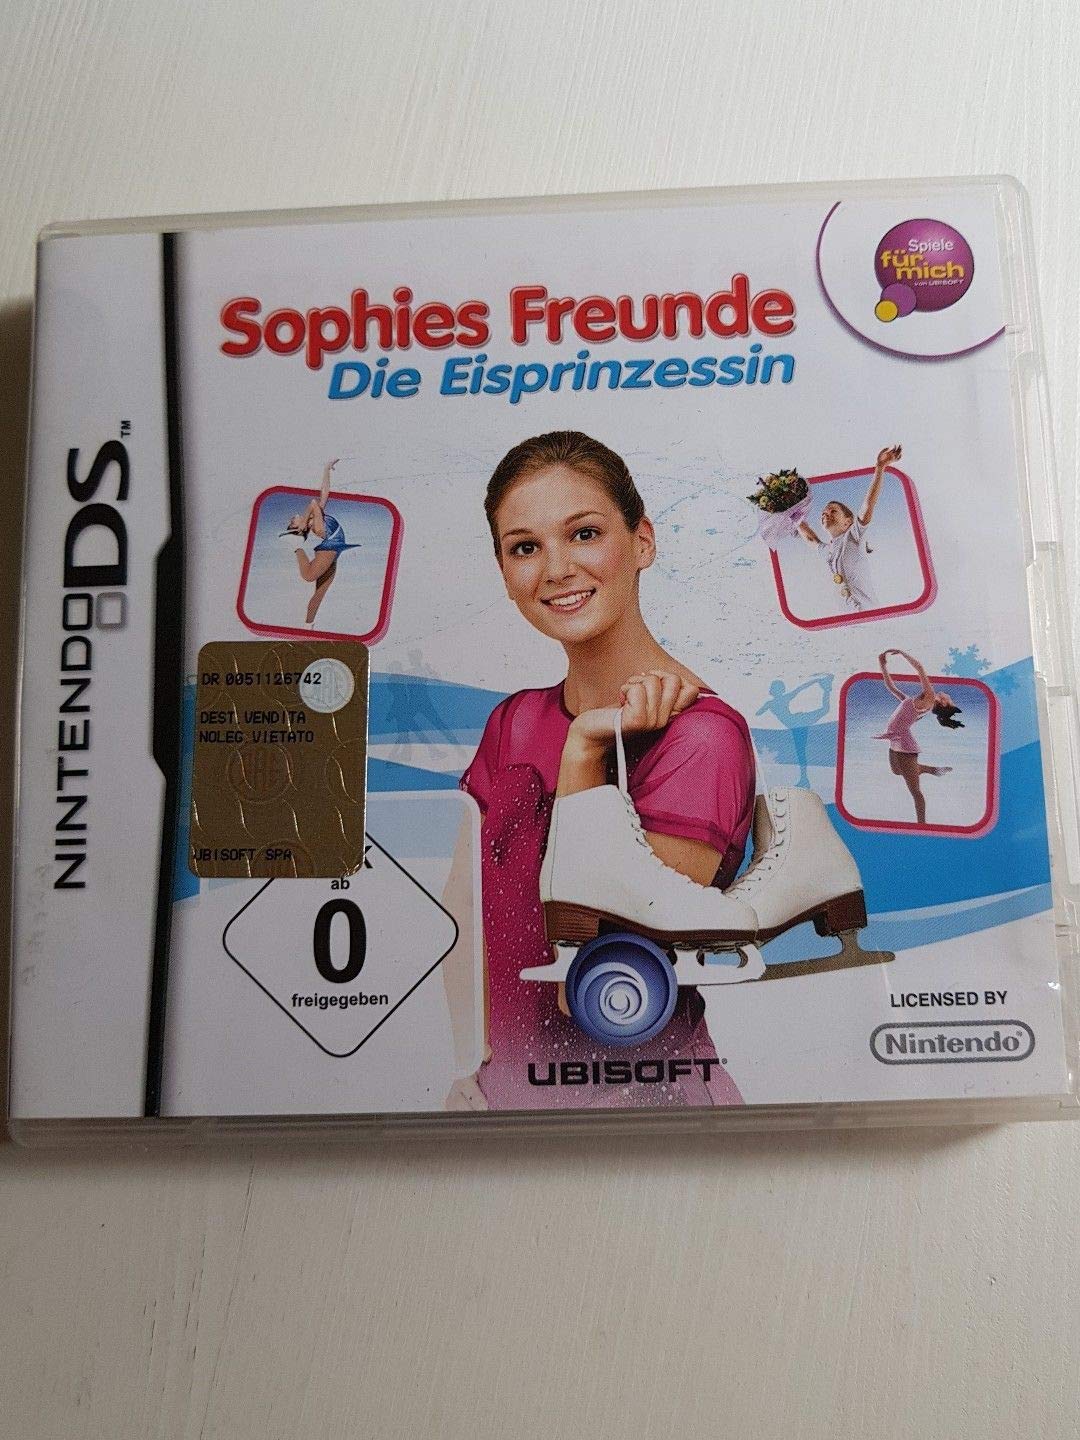 Spiele
für
mich
von UBISOFT
Sophies Freunde
Die Eisprinzessin
NINTENDO DS™
DR 0051126742
DEST.VENDITA
NOLEG.VIETATO
UBISOFT SPA
ab
0
freigegeben
UBISOFT®
LICENSED BY
Nintendo®